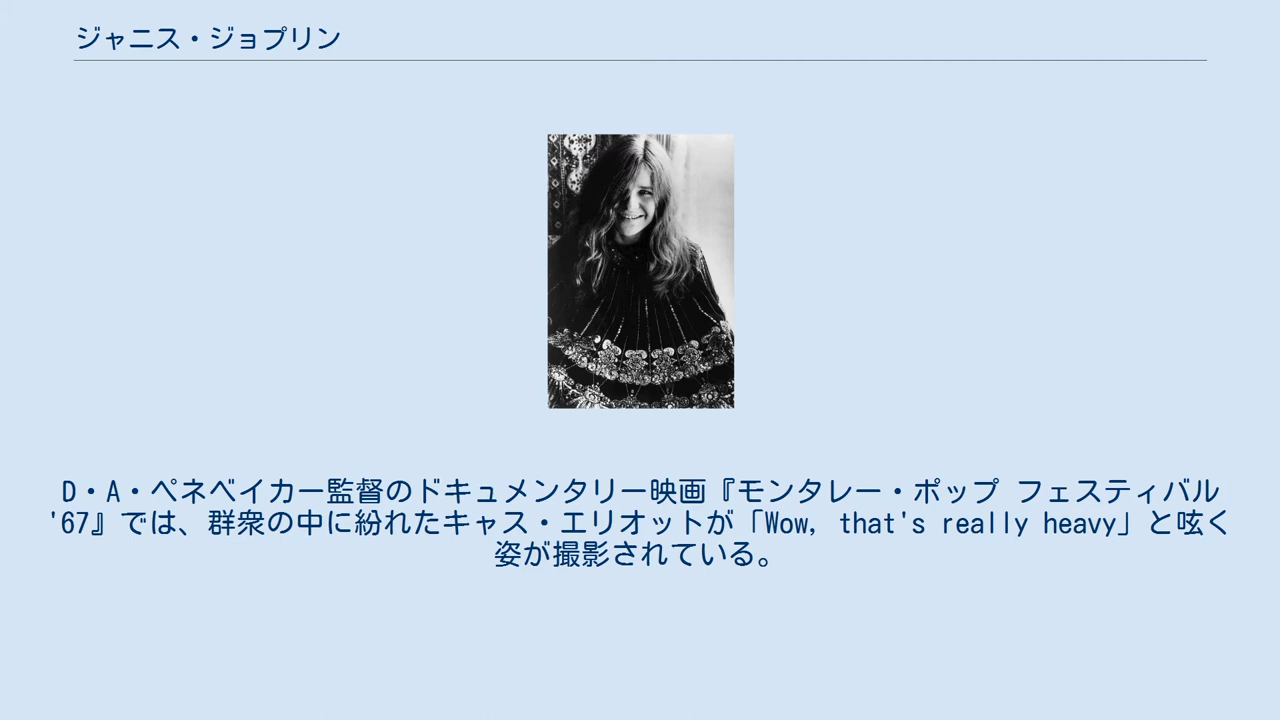 ジャニス・ジョプリン
D・A・ペネベイカー監督のドキュメンタリー映画『モンタレー・ポップ フェスティバル
'67』では、群衆の中に紛れたキャス・エリオットが「Wow, that's really heavy」と呟く
姿が撮影されている。